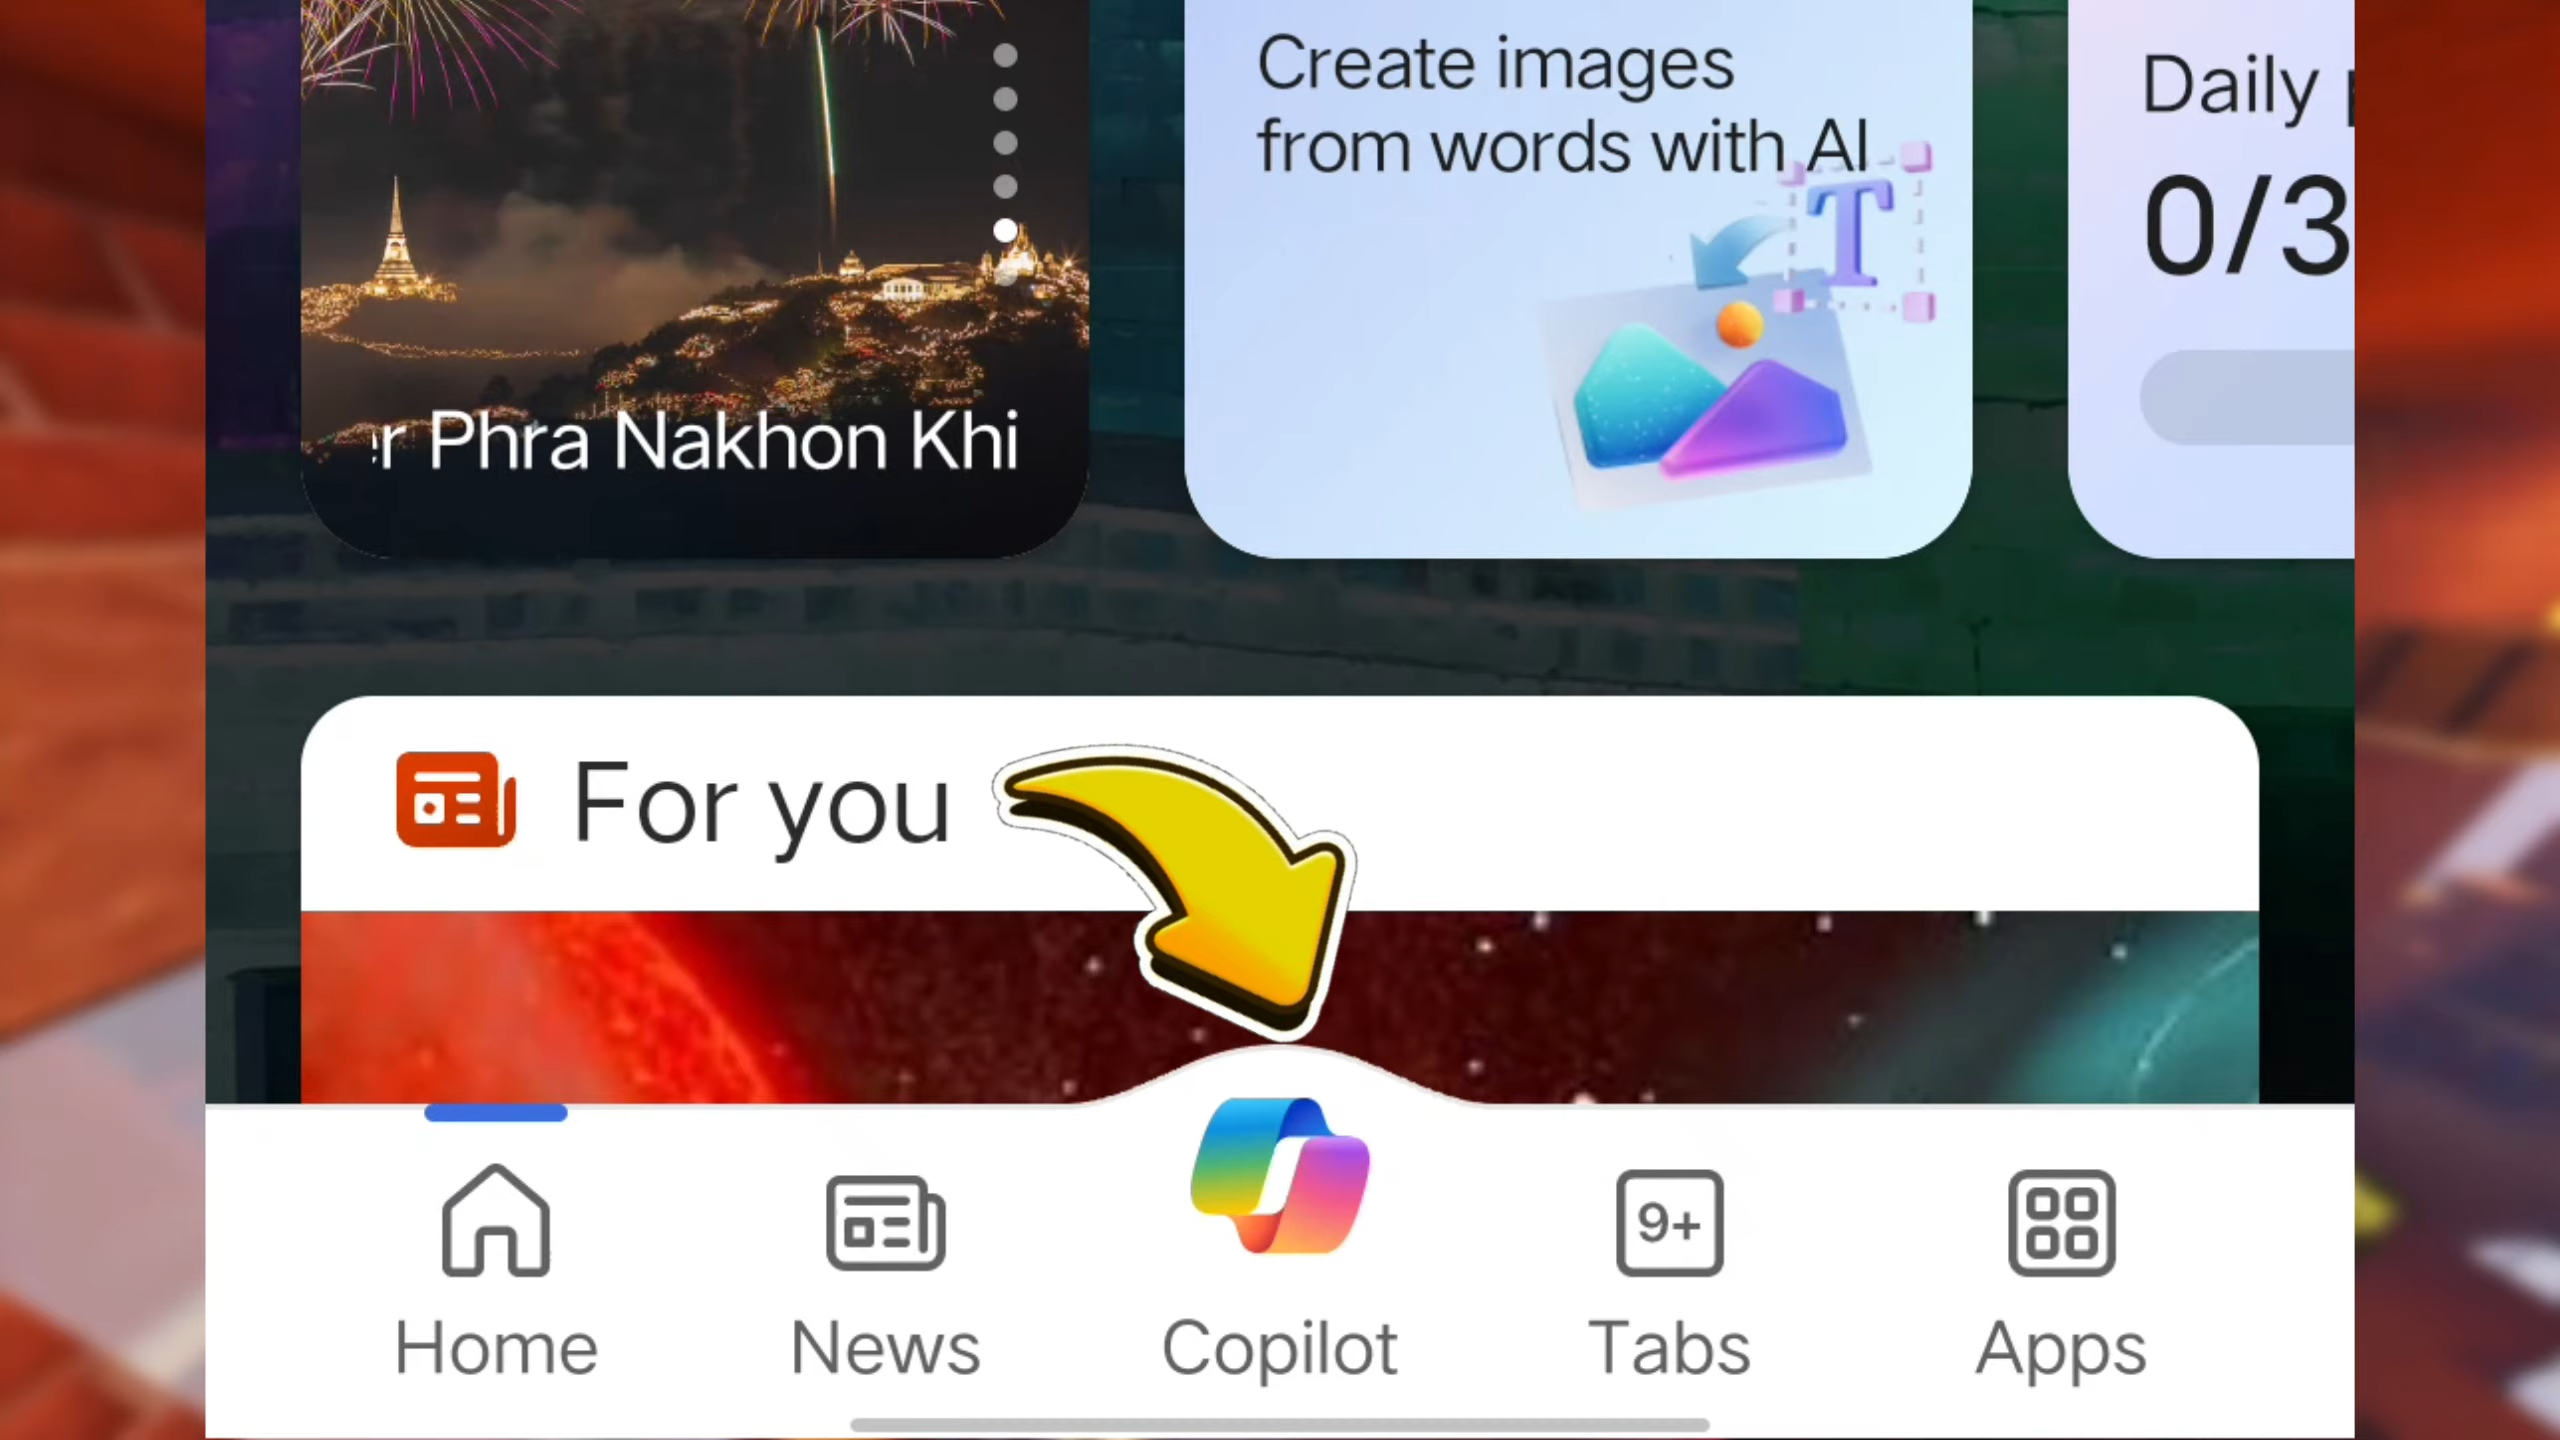 Create images
from words with AI
Daily
0/3
r Phra Nakhon Khi
For you
9+
Home
News
Copilot
Tabs
Apps